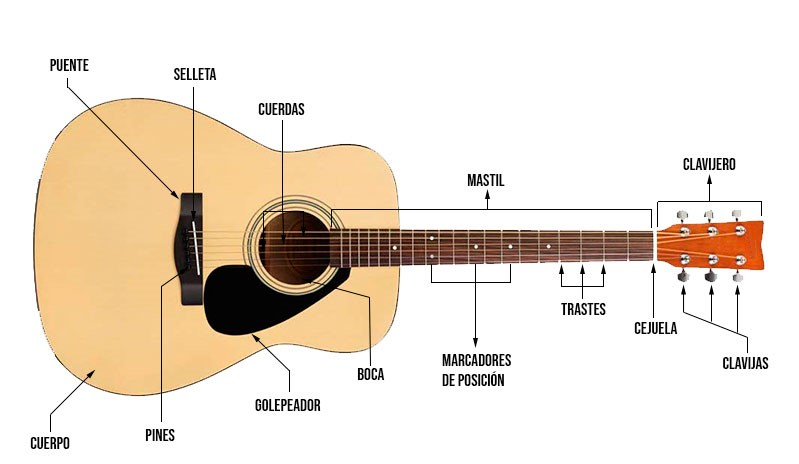 PUENTE
SELLETA
CUERDAS
MASTIL
CLAVIJERO
TRASTES
CEJUELA
MARCADORES
DE POSICIÓN
CLAVIJAS
BOCA
GOLEPEADOR
PINES
CUERPO